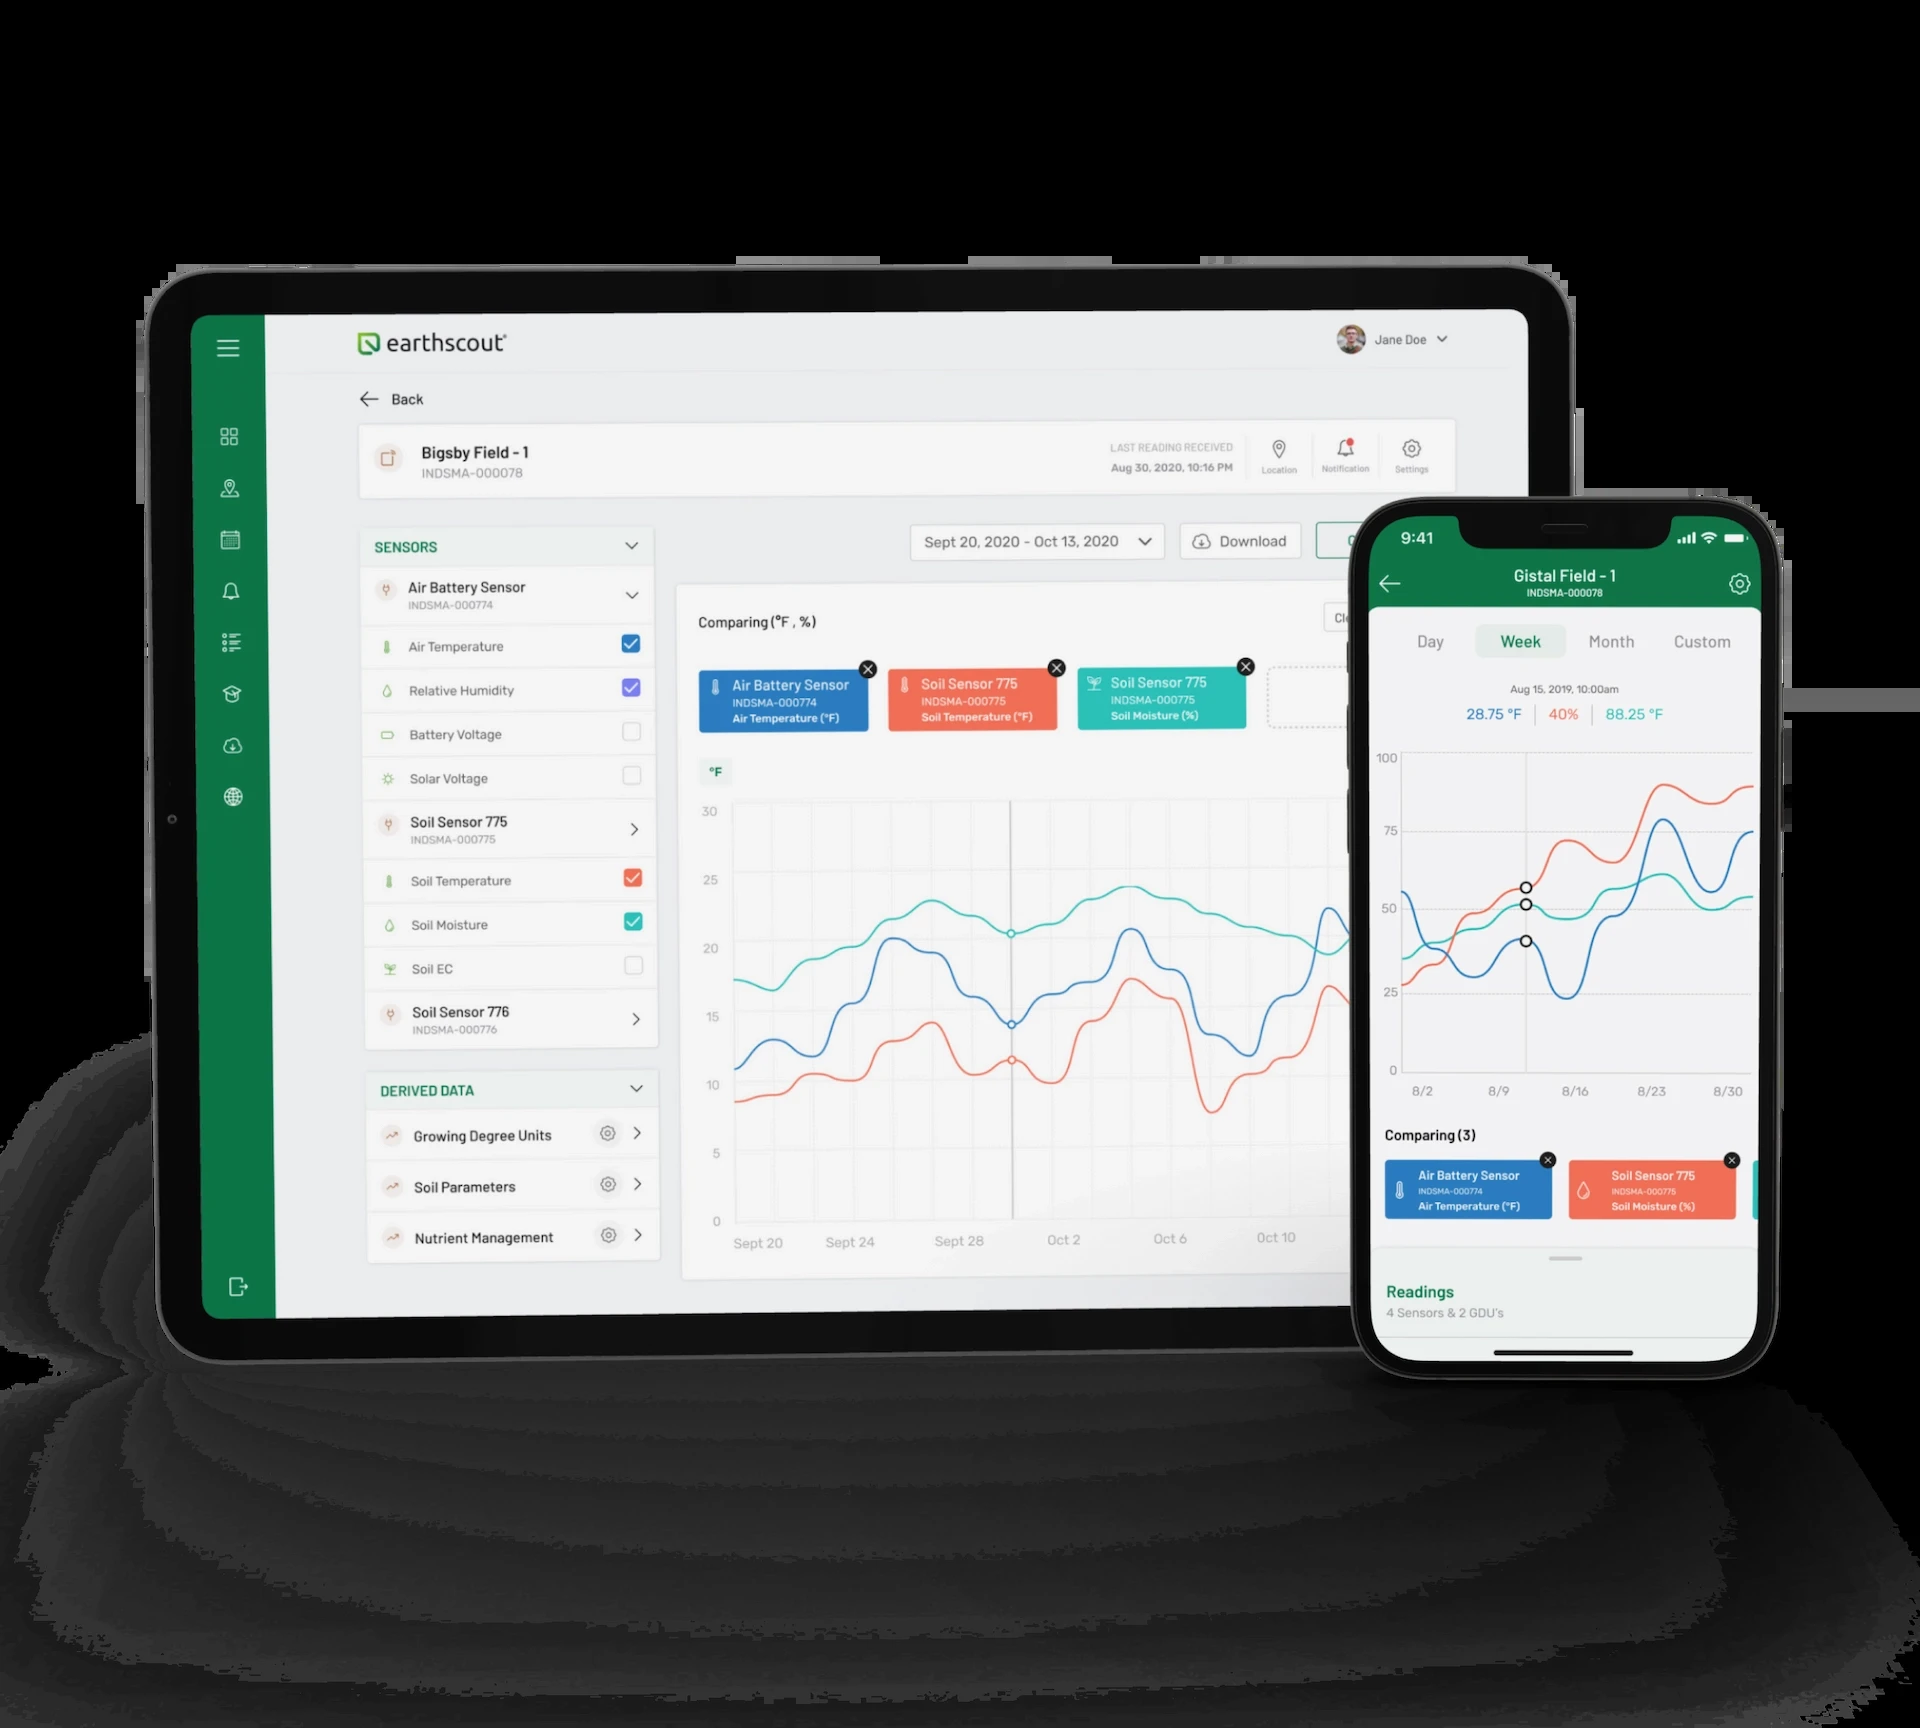 earthscout®
Jane Doe
Back
Bigsby Field - 1
INDSMA-000078
LAST READING RECEIVED
Aug 30, 2020, 10:16 PM
Location
Notification
Settings
SENSORS
Air Battery Sensor
INDSMA-000774
Air Temperature
Relative Humidity
Battery Voltage
Solar Voltage
Soil Sensor 775
INDSMA-000775
Soil Temperature
Soil Moisture
Soil EC
Soil Sensor 776
INDSMA-000776
DERIVED DATA
Growing Degree Units
Soil Parameters
Nutrient Management
Sept 20, 2020 - Oct 13, 2020
Download
Comparing (°F , %)
Air Battery Sensor
INDSMA-000774
Air Temperature (°F)
Soil Sensor 775
INDSMA-000775
Soil Temperature (°F)
Soil Sensor 775
INDSMA-000775
Soil Moisture (%)
°F
30
25
20
15
10
5
0
Sept 20 Sept 24 Sept 28 Oct 2 Oct 6 Oct 10
9:41
Gistal Field - 1
INDSMA-000078
Day Week Month Custom
Aug 15, 2019, 10:00am
28.75 °F 40% 88.25 °F
100
75
50
25
0
8/2 8/9 8/16 8/23 8/30
Comparing (3)
Air Battery Sensor
INDSMA-000774
Air Temperature (°F)
Soil Sensor 775
INDSMA-000775
Soil Moisture (%)
Readings
4 Sensors & 2 GDU's